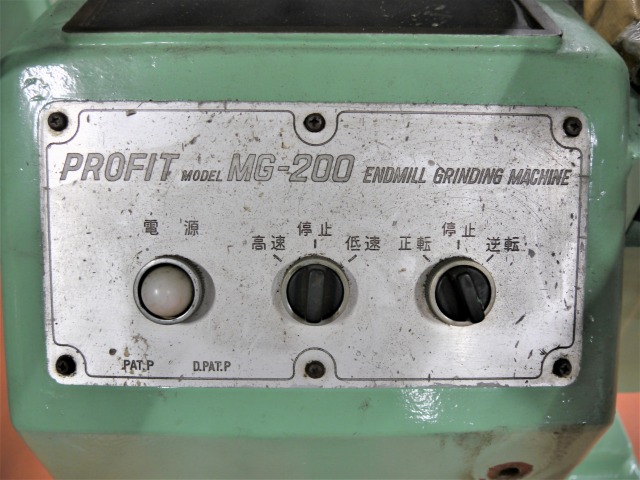 PROFIT MODEL MG-200 ENDMILL GRINDING MACHINE
電源
高速 停止 低速
正転 停止 逆転
PAT.P D.PAT.P